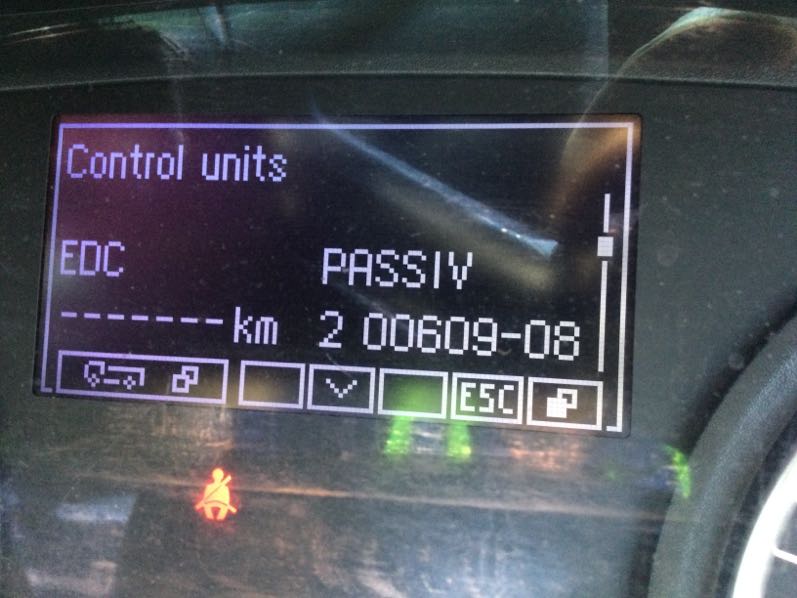 Control units
EDC PASSIV
-------km 2 00609-08
ESC